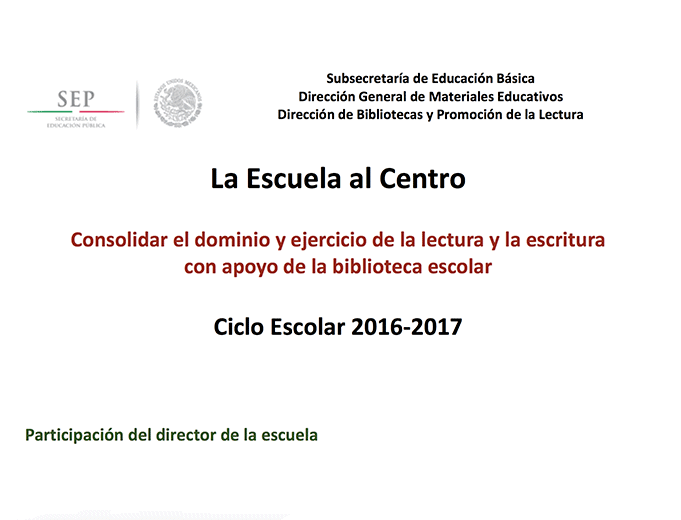 Subsecretaría de Educación Básica
Dirección General de Materiales Educativos
Dirección de Bibliotecas y Promoción de la Lectura
SEP
SECRETARÍA DE
EDUCACIÓN PÚBLICA
ESTADOS UNIDOS MEXICANOS
La Escuela al Centro
Consolidar el dominio y ejercicio de la lectura y la escritura
con apoyo de la biblioteca escolar
Ciclo Escolar 2016-2017
Participación del director de la escuela